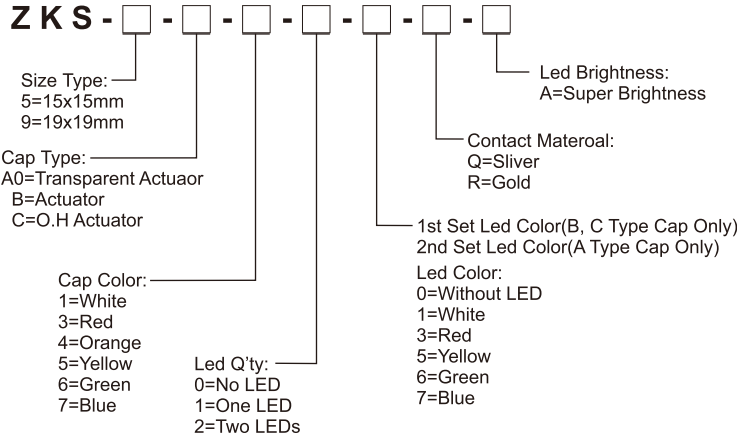 ZKS-□-□-□-□-□-□-□
Size Type:
5=15x15mm
9=19x19mm
Cap Type:
A0=Transparent Actuaor
B=Actuator
C=O.H Actuator
Cap Color:
1=White
3=Red
4=Orange
5=Yellow
6=Green
7=Blue
Led Q'ty:
0=No LED
1=One LED
2=Two LEDs
1st Set Led Color(B, C Type Cap Only)
2nd Set Led Color(A Type Cap Only)
Led Color:
0=Without LED
1=White
3=Red
5=Yellow
6=Green
7=Blue
Contact Materoal:
Q=Sliver
R=Gold
Led Brightness:
A=Super Brightness